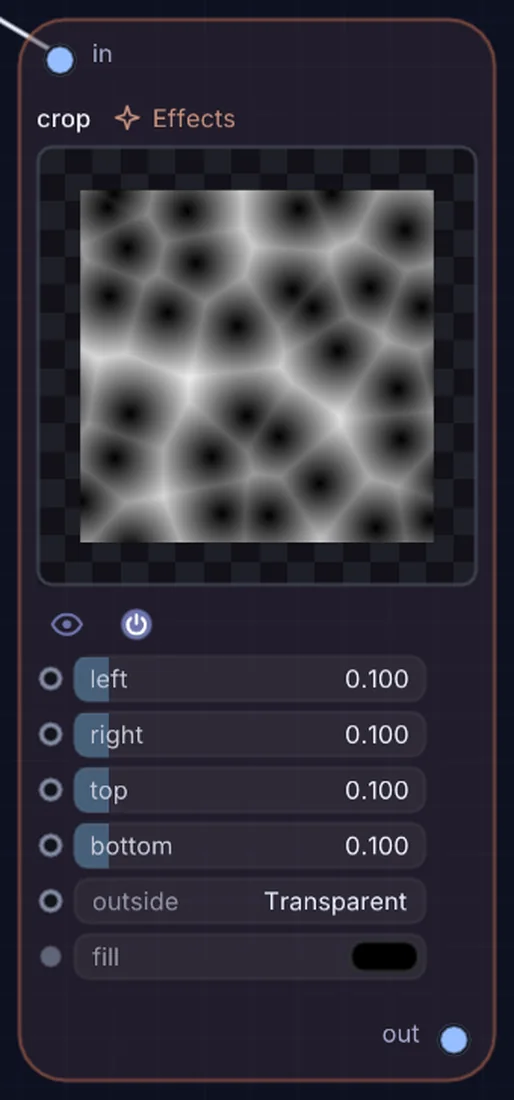 in
crop Effects
left 0.100
right 0.100
top 0.100
bottom 0.100
outside Transparent
fill
out